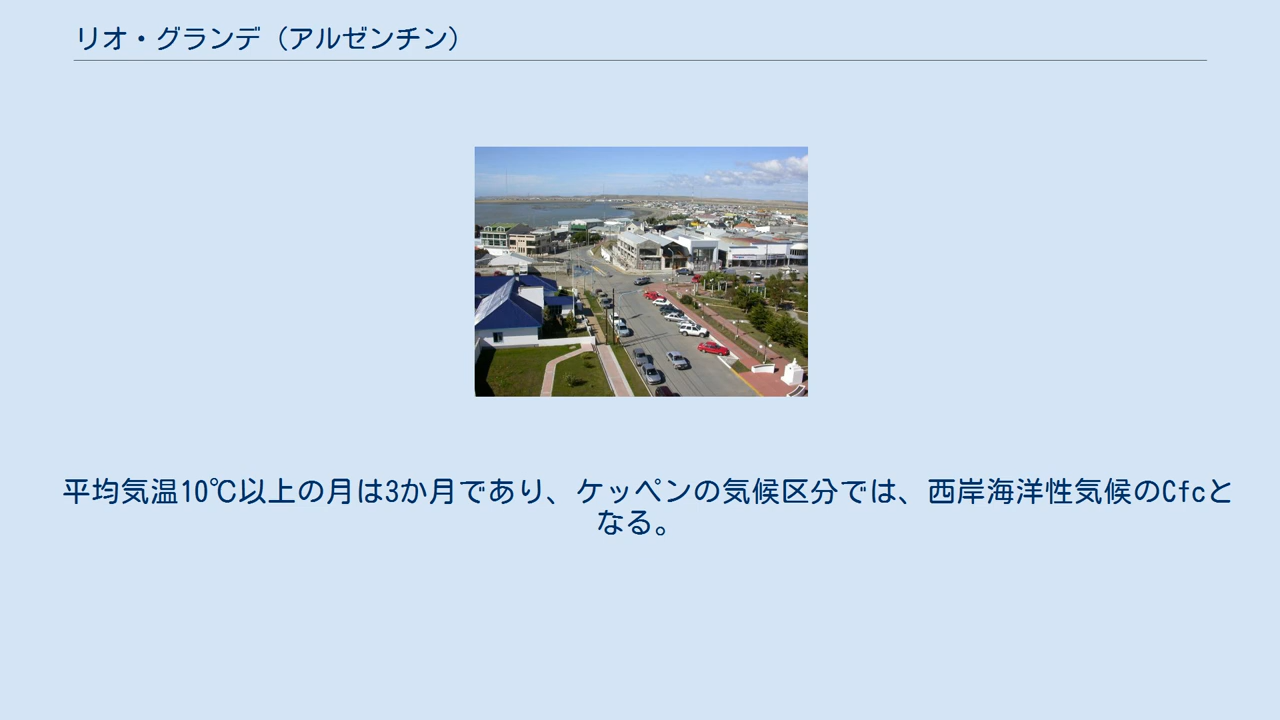 リオ・グランデ（アルゼンチン）
平均気温10℃以上の月は3か月であり、ケッペンの気候区分では、西岸海洋性気候のCfcと
なる。